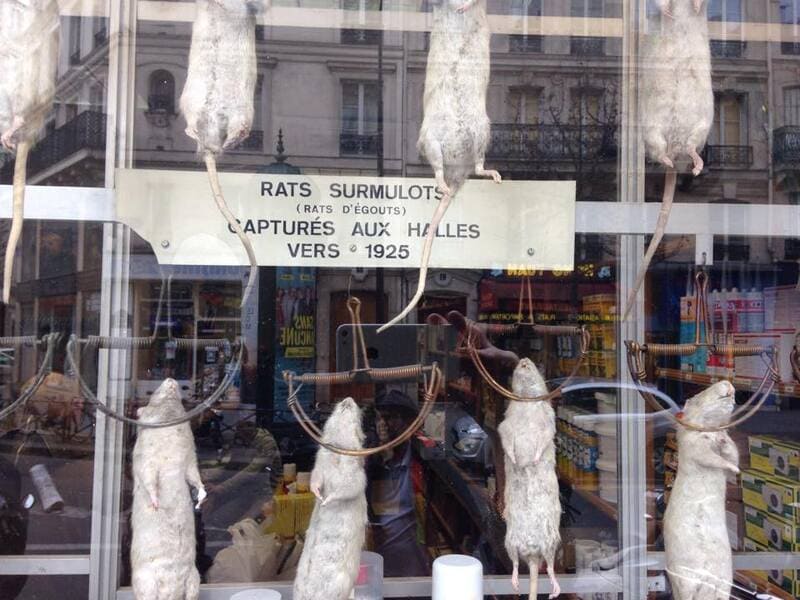 RATS SURMULOTS
(RATS D'ÉGOUTS)
CAPTURÉS AUX HALLES
VERS 1925